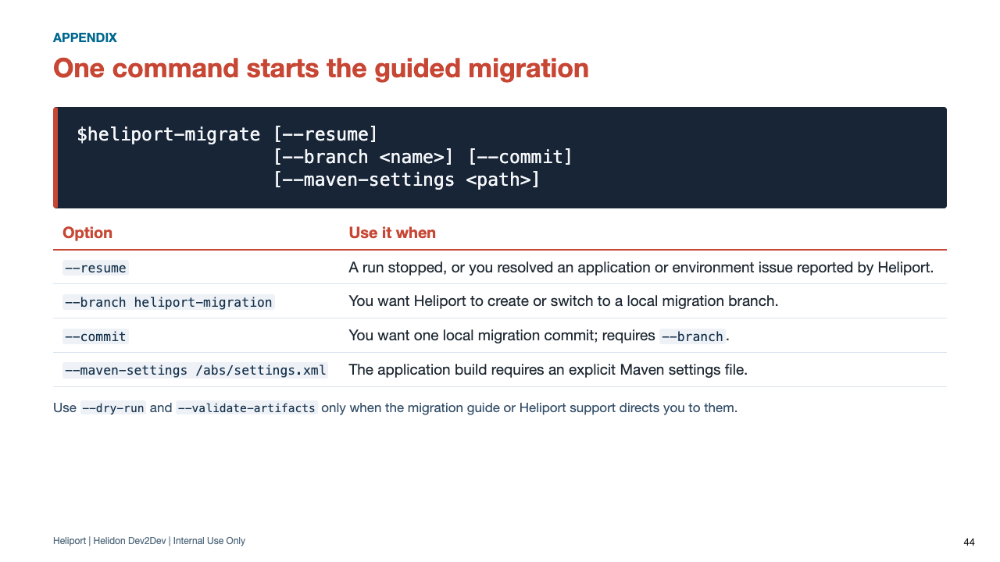 APPENDIX
One command starts the guided migration
$heliport-migrate [--resume]
[--branch <name>] [--commit]
[--maven-settings <path>]
Option Use it when
--resume A run stopped, or you resolved an application or environment issue reported by Heliport.
--branch heliport-migration You want Heliport to create or switch to a local migration branch.
--commit You want one local migration commit; requires --branch.
--maven-settings /abs/settings.xml The application build requires an explicit Maven settings file.
Use --dry-run and --validate-artifacts only when the migration guide or Heliport support directs you to them.
Heliport | Helidon Dev2Dev | Internal Use Only 44